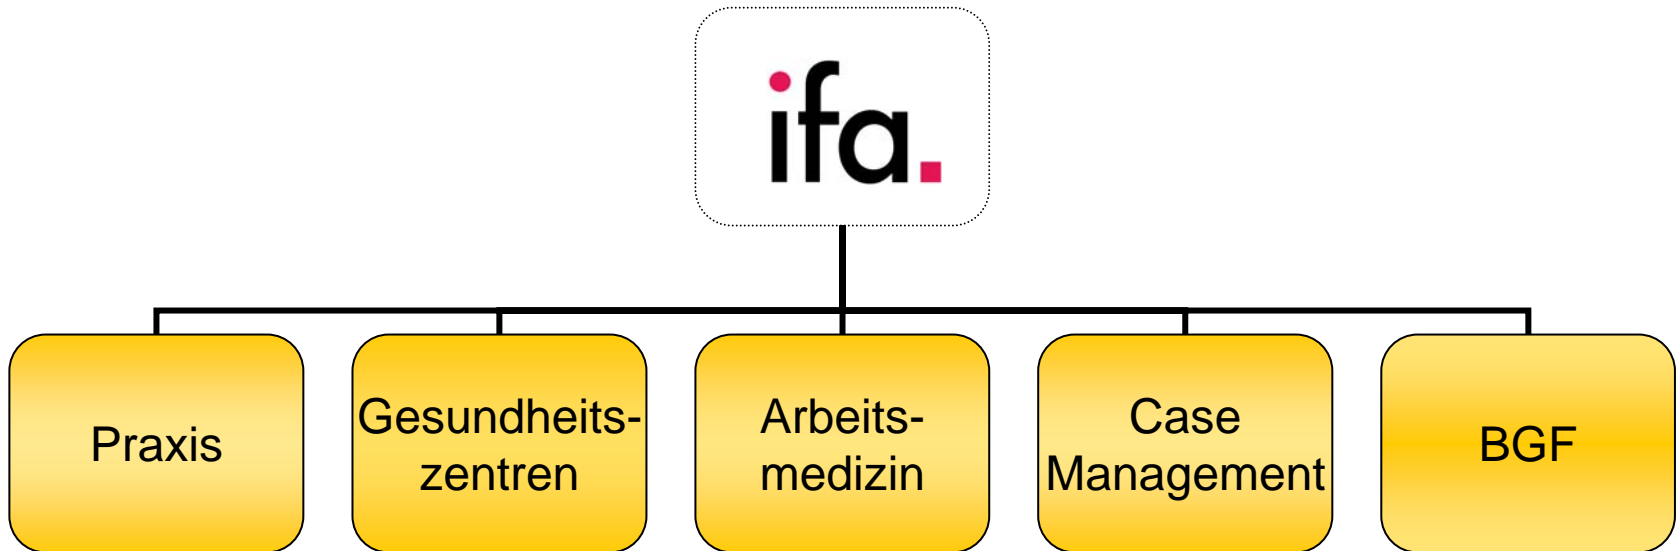 ifa.
Praxis
Gesundheits-
zentren
Arbeits-
medizin
Case
Management
BGF